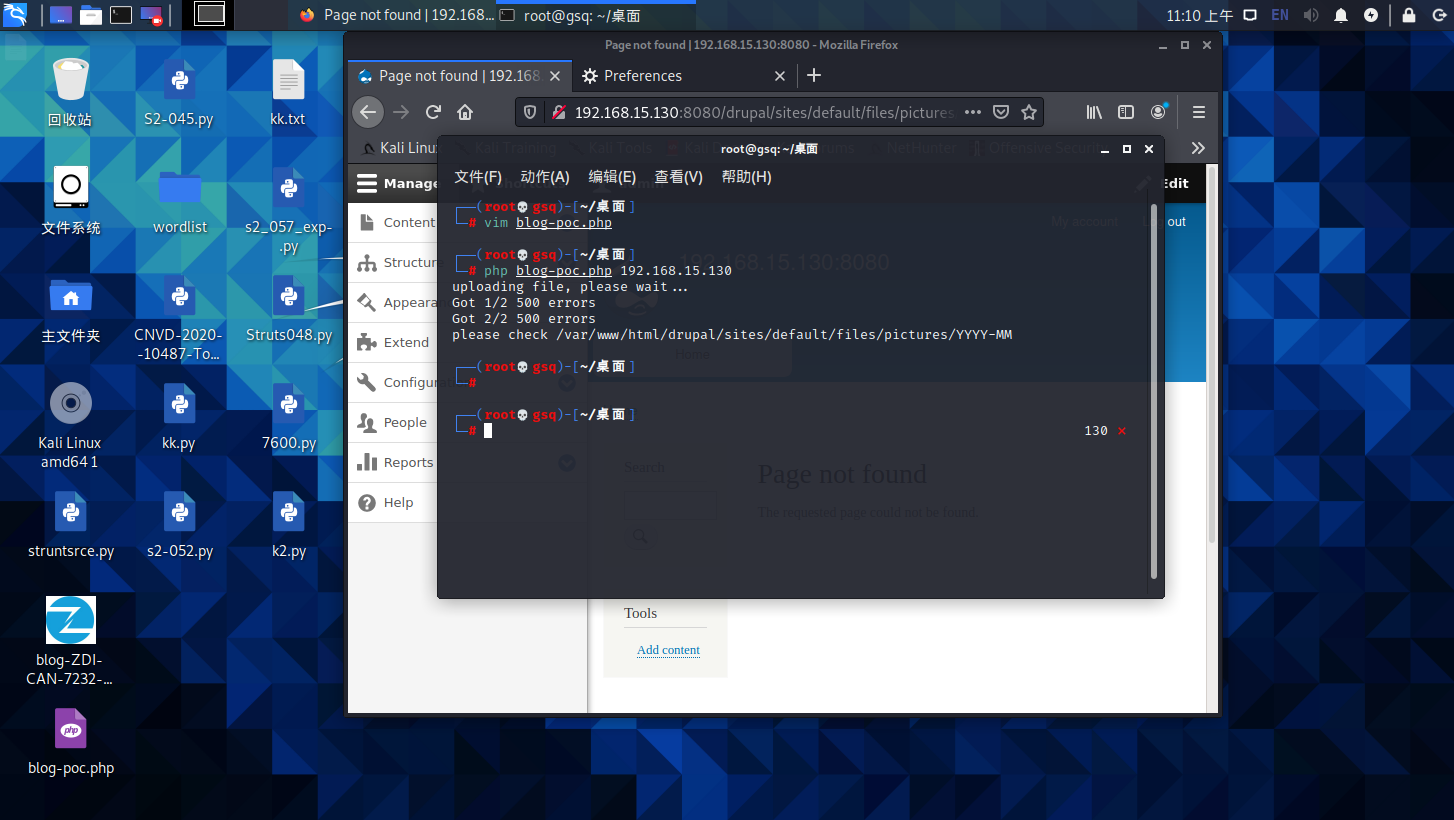 Page not found | 192.168...
root@gsq: ~/桌面
11:10 上午
EN
回收站
S2-045.py
kk.txt
文件系统
wordlist
s2_057_exp-
.py
主文件夹
CNVD-2020-
-10487-To...
Struts048.py
Kali Linux
amd64 1
kk.py
7600.py
struntsrce.py
s2-052.py
k2.py
blog-ZDI-
CAN-7232-...
php
blog-poc.php
Page not found | 192.168.15.130:8080 - Mozilla Firefox
Page not found | 192.168.
Preferences
192.168.15.130:8080/drupal/sites/default/files/pictures
Kali Linux
Kali Training
Kali Tools
NetHunter
Offensive Security
Manage
Shortcuts
Edit
Content
Structur
Appeara
Extend
Configura
People
Reports
Help
My account
out
192.168.15.130:8080
Home
Search
Page not found
The requested page could not be found.
Tools
Add content
root@gsq: ~/桌面
文件(F) 动作(A) 编辑(E) 查看(V) 帮助(H)
┌──(root💀gsq)-[~/桌面]
└─# vim blog-poc.php
┌──(root💀gsq)-[~/桌面]
└─# php blog-poc.php 192.168.15.130
uploading file, please wait...
Got 1/2 500 errors
Got 2/2 500 errors
please check /var/www/html/drupal/sites/default/files/pictures/YYYY-MM
┌──(root💀gsq)-[~/桌面]
└─#
┌──(root💀gsq)-[~/桌面]
└─# 130 ⨯